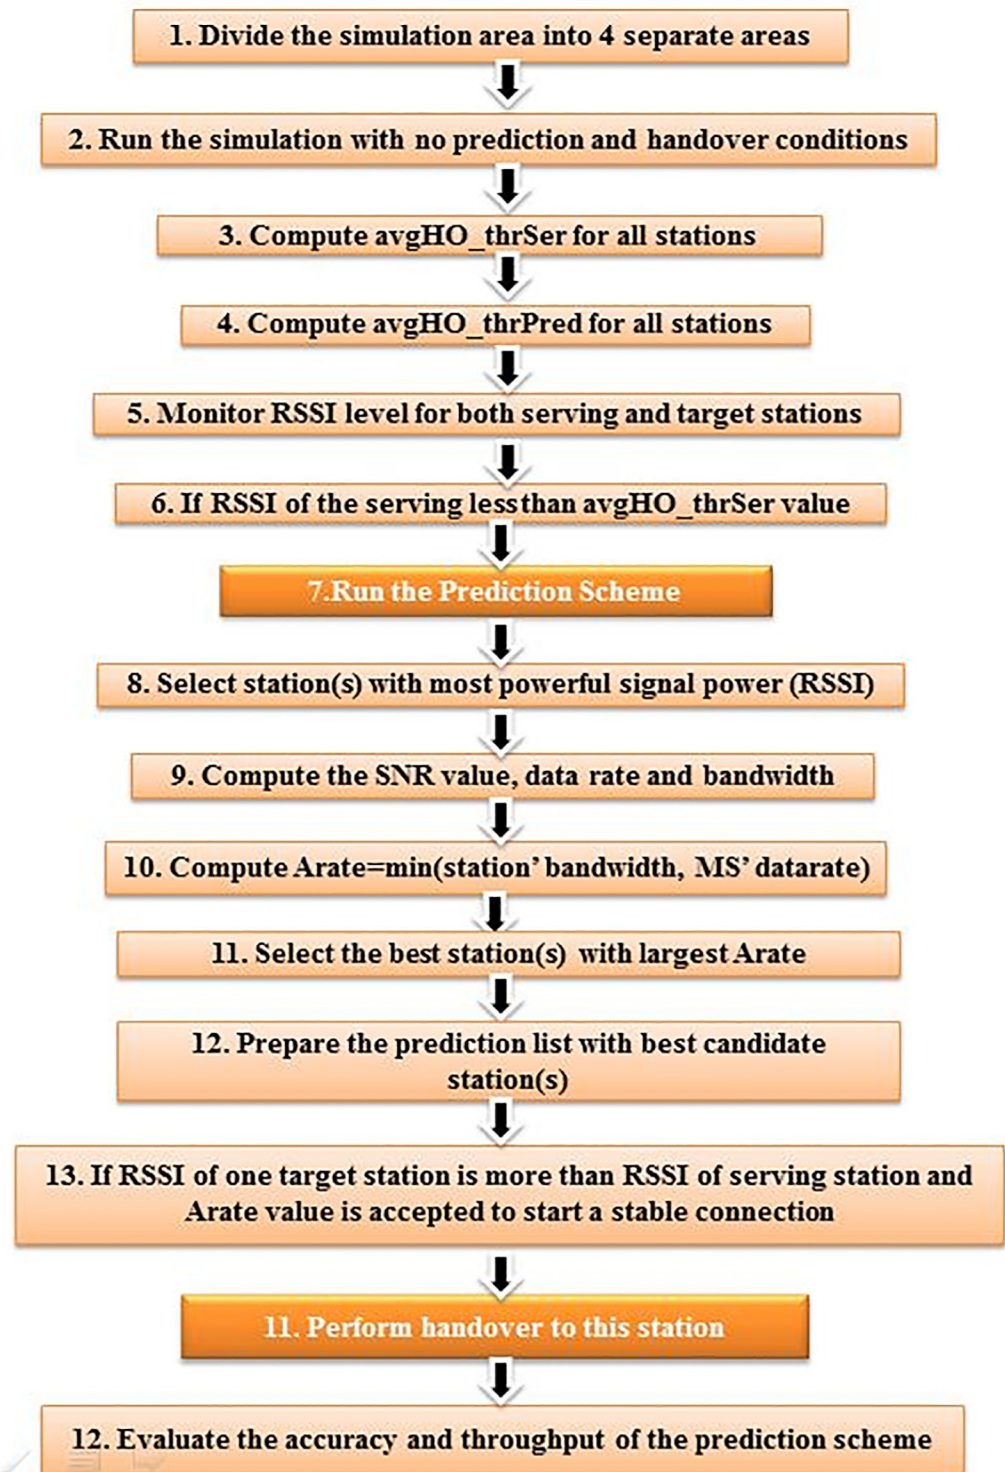 1. Divide the simulation area into 4 separate areas
2. Run the simulation with no prediction and handover conditions
3. Compute avgHO_thrSer for all stations
4. Compute avgHO_thrPred for all stations
5. Monitor RSSI level for both serving and target stations
6. If RSSI of the serving less than avgHO_thrSer value
7.Run the Prediction Scheme
8. Select station(s) with most powerful signal power (RSSI)
9. Compute the SNR value, data rate and bandwidth
10. Compute Arate=min(station’ bandwidth, MS’ datarate)
11. Select the best station(s) with largest Arate
12. Prepare the prediction list with best candidate
station(s)
13. If RSSI of one target station is more than RSSI of serving station and
Arate value is accepted to start a stable connection
11. Perform handover to this station
12. Evaluate the accuracy and throughput of the prediction scheme